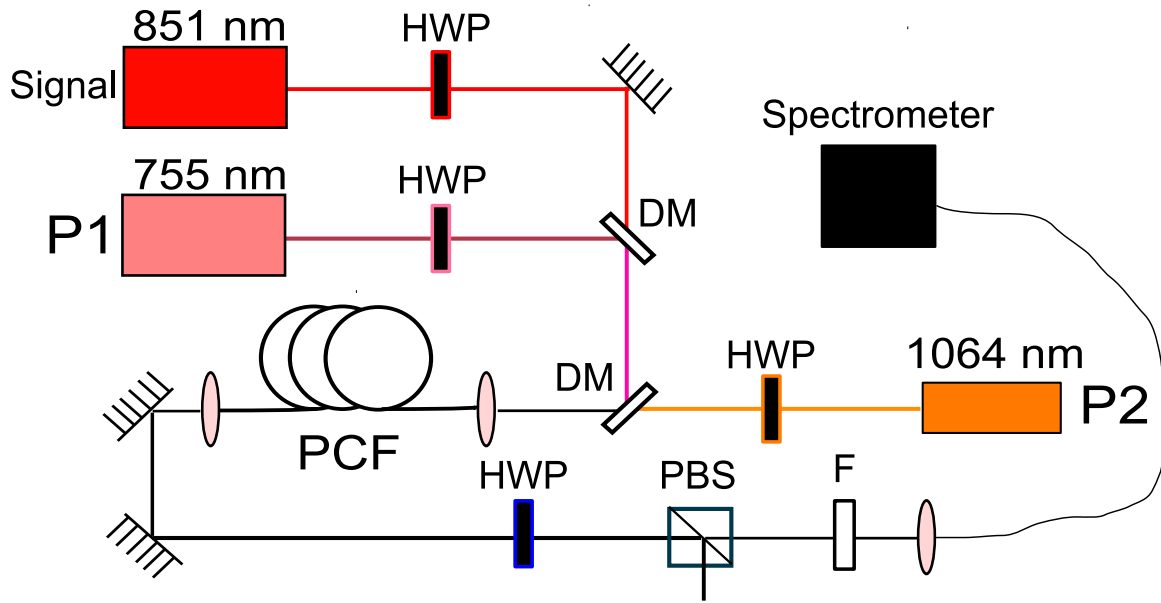 851 nm
HWP
Signal
Spectrometer
755 nm
HWP
P1
DM
DM
HWP
1064 nm
P2
PCF
HWP
PBS
F